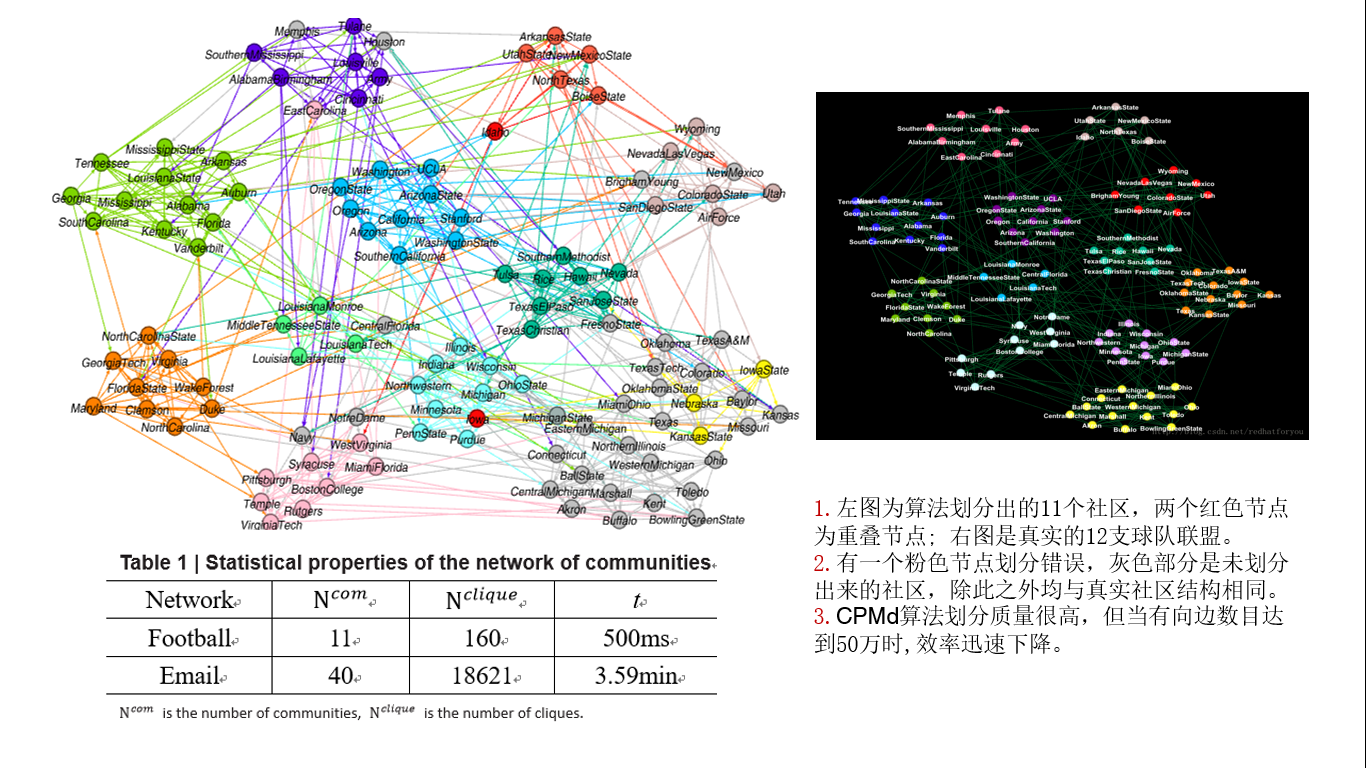 Memphis
Tulane
Houston
SouthernMississippi
Louisville
AlabamaBirmingham
Army
Cincinnati
EastCarolina
ArkansasState
UtahState
NewMexicoState
NorthTexas
BoiseState
Idaho
Wyoming
NevadaLasVegas
NewMexico
BrighamYoung
ColoradoState
Utah
SanDiegoState
AirForce
MississippiState
Tennessee
Arkansas
LouisianaState
Auburn
Georgia
Mississippi
Alabama
SouthCarolina
Florida
Kentucky
Vanderbilt
Washington
UCLA
OregonState
ArizonaState
Oregon
California
Stanford
Arizona
WashingtonState
SouthernCalifornia
SouthernMethodist
Tulsa
Rice
Hawaii
Nevada
SanJoseState
TexasElPaso
TexasChristian
FresnoState
LouisianaMonroe
MiddleTennesseeState
CentralFlorida
LouisianaTech
LouisianaLafayette
NorthCarolinaState
GeorgiaTech
Virginia
FloridaState
WakeForest
Maryland
Clemson
Duke
NorthCarolina
Illinois
Indiana
Wisconsin
Northwestern
OhioState
Michigan
Minnesota
Iowa
PennState
Purdue
MichiganState
Oklahoma
TexasA&M
TexasTech
Colorado
IowaState
OklahomaState
MiamiOhio
Nebraska
Baylor
Kansas
Texas
Missouri
KansasState
EasternMichigan
NotreDame
Navy
WestVirginia
Syracuse
MiamiFlorida
Pittsburgh
BostonCollege
Temple
Rutgers
VirginiaTech
Connecticut
NorthernIllinois
WesternMichigan
Ohio
BallState
CentralMichigan
Marshall
Toledo
Akron
Kent
Buffalo
BowlingGreenState
Table 1 | Statistical properties of the network of communities
Network N^com N^clique t
Football 11 160 500ms
Email 40 18621 3.59min
N^com is the number of communities, N^clique is the number of cliques.
ArkansasState
Memphis
Tulane
UtahState
NewMexicoState
SouthernMississippi
Louisville
Houston
NorthTexas
Idaho
BoiseState
AlabamaBirmingham
Army
EastCarolina
Cincinnati
Wyoming
NevadaLasVegas
NewMexico
BrighamYoung
ColoradoState
Utah
SanDiegoState
AirForce
WashingtonState
UCLA
OregonState
ArizonaState
Oregon
California
Stanford
Arizona
Washington
SouthernCalifornia
Tennessee
MississippiState
Arkansas
Georgia
LouisianaState
Auburn
Mississippi
Alabama
SouthCarolina
Kentucky
Florida
Vanderbilt
SouthernMethodist
Tulsa
Rice
Hawaii
Nevada
TexasElPaso
SanJoseState
TexasChristian
FresnoState
LouisianaMonroe
MiddleTennesseeState
CentralFlorida
LouisianaTech
LouisianaLafayette
Oklahoma
TexasA&M
TexasTech
Colorado
IowaState
OklahomaState
Nebraska
Baylor
Kansas
Missouri
Texas
KansasState
NorthCarolinaState
GeorgiaTech
Virginia
FloridaState
WakeForest
Maryland
Clemson
Duke
NorthCarolina
NotreDame
Navy
WestVirginia
Syracuse
MiamiFlorida
BostonCollege
Pittsburgh
Temple
Rutgers
VirginiaTech
Illinois
Indiana
Wisconsin
Northwestern
Michigan
OhioState
Minnesota
Iowa
MichiganState
PennState
Purdue
EasternMichigan
MiamiOhio
Connecticut
NorthernIllinois
BallState
WesternMichigan
Ohio
CentralMichigan
Marshall
Kent
Toledo
Akron
Buffalo
BowlingGreenState
1. 左图为算法划分出的11个社区，两个红色节点
为重叠节点; 右图是真实的12支球队联盟。
2. 有一个粉色节点划分错误，灰色部分是未划分
出来的社区，除此之外均与真实社区结构相同。
3. CPMd算法划分质量很高，但当有向边数目达
到50万时,效率迅速下降。